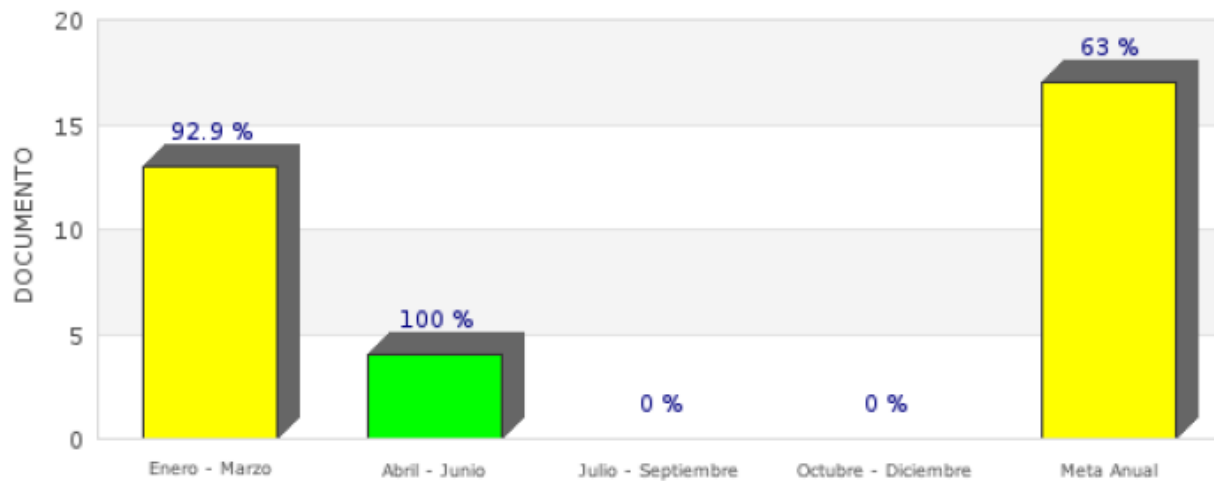 20
63 %
15
92.9 %
DOCUMENTO
10
100 %
5
0 %
0 %
0
Enero - Marzo
Abril - Junio
Julio - Septiembre
Octubre - Diciembre
Meta Anual